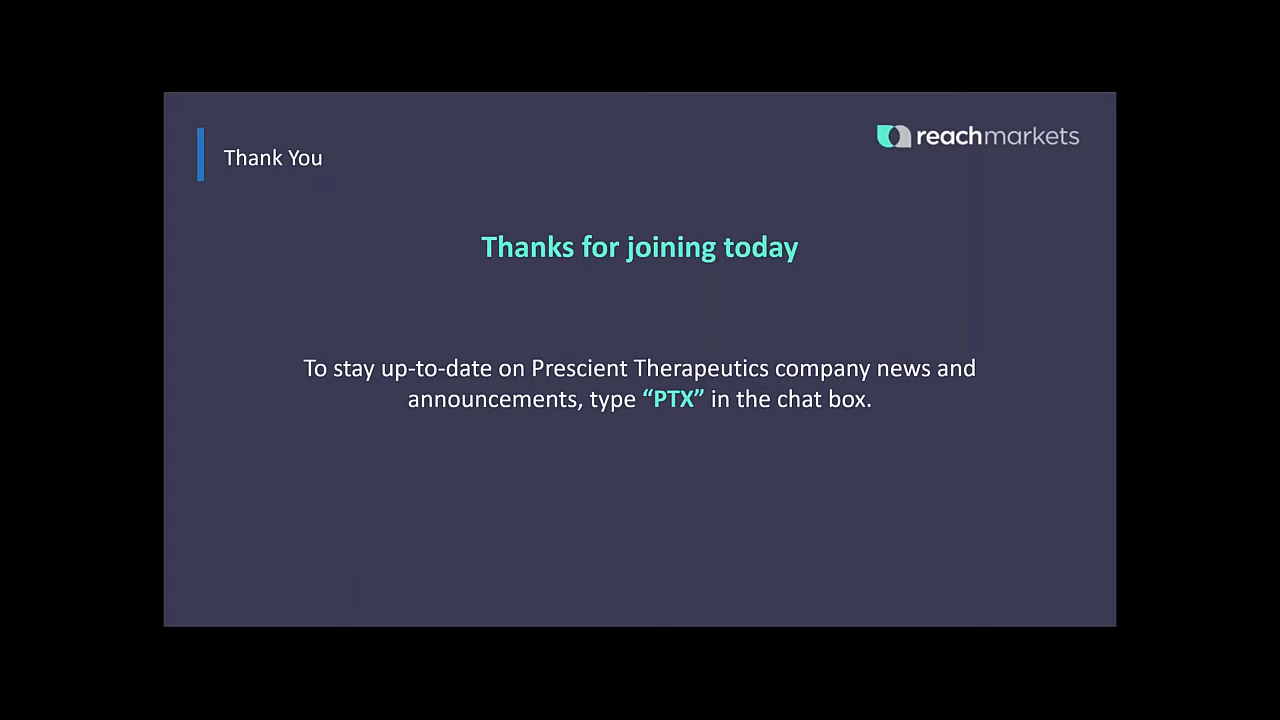 reachmarkets
Thank You
Thanks for joining today
To stay up-to-date on Prescient Therapeutics company news and
announcements, type “PTX” in the chat box.